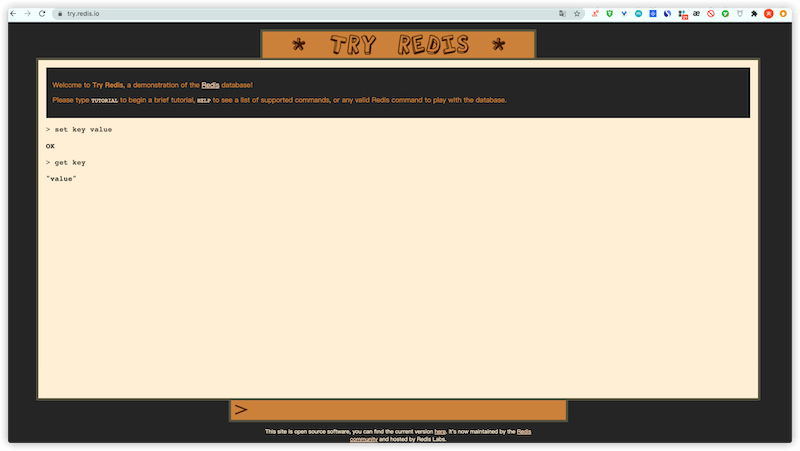 try.redis.io
* TRY REDIS *
Welcome to Try Redis, a demonstration of the Redis database!
Please type TUTORIAL to begin a brief tutorial, HELP to see a list of supported commands, or any valid Redis command to play with the database.
> set key value
OK
> get key
"value"
>
This site is open source software, you can find the current version here. It's now maintained by the Redis
community and hosted by Redis Labs.